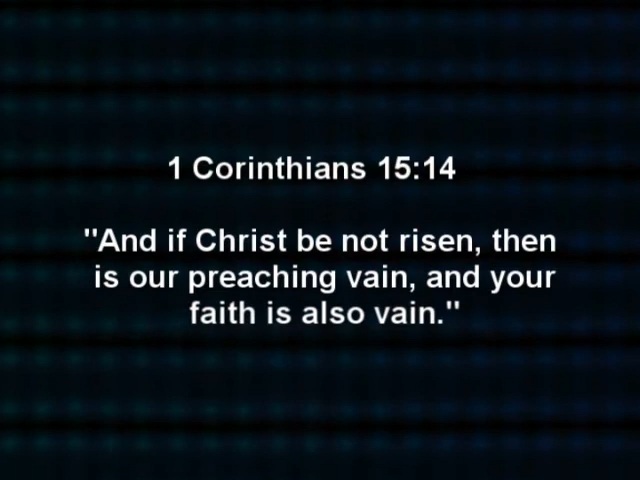 1 Corinthians 15:14
"And if Christ be not risen, then
is our preaching vain, and your
faith is also vain."